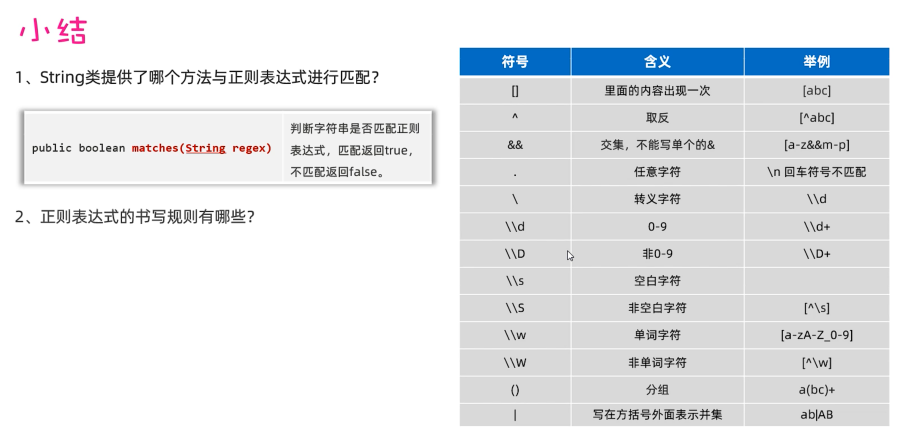 小结
1、String类提供了哪个方法与正则表达式进行匹配？
public boolean matches(String regex)
判断字符串是否匹配正则
表达式，匹配返回true，
不匹配返回false。
2、正则表达式的书写规则有哪些？
符号 含义 举例
[] 里面的内容出现一次 [abc]
^ 取反 [^abc]
&& 交集，不能写单个的& [a-z&&m-p]
. 任意字符 \n 回车符号不匹配
\ 转义字符 \\d
\\d 0-9 \\d+
\\D 非0-9 \\D+
\\s 空白字符
\\S 非空白字符 [^\s]
\\w 单词字符 [a-zA-Z_0-9]
\\W 非单词字符 [^\w]
() 分组 a(bc)+
| 写在方括号外面表示并集 ab|AB